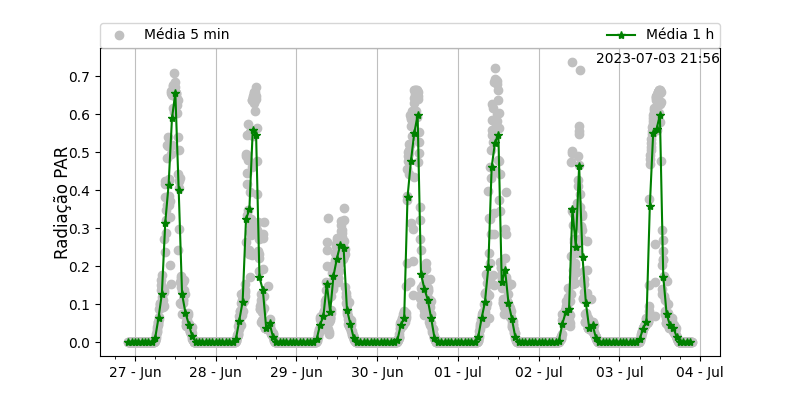 Média 5 min
Média 1 h
2023-07-03 21:56
Radiação PAR
0.7
0.6
0.5
0.4
0.3
0.2
0.1
0.0
27 - Jun
28 - Jun
29 - Jun
30 - Jun
01 - Jul
02 - Jul
03 - Jul
04 - Jul